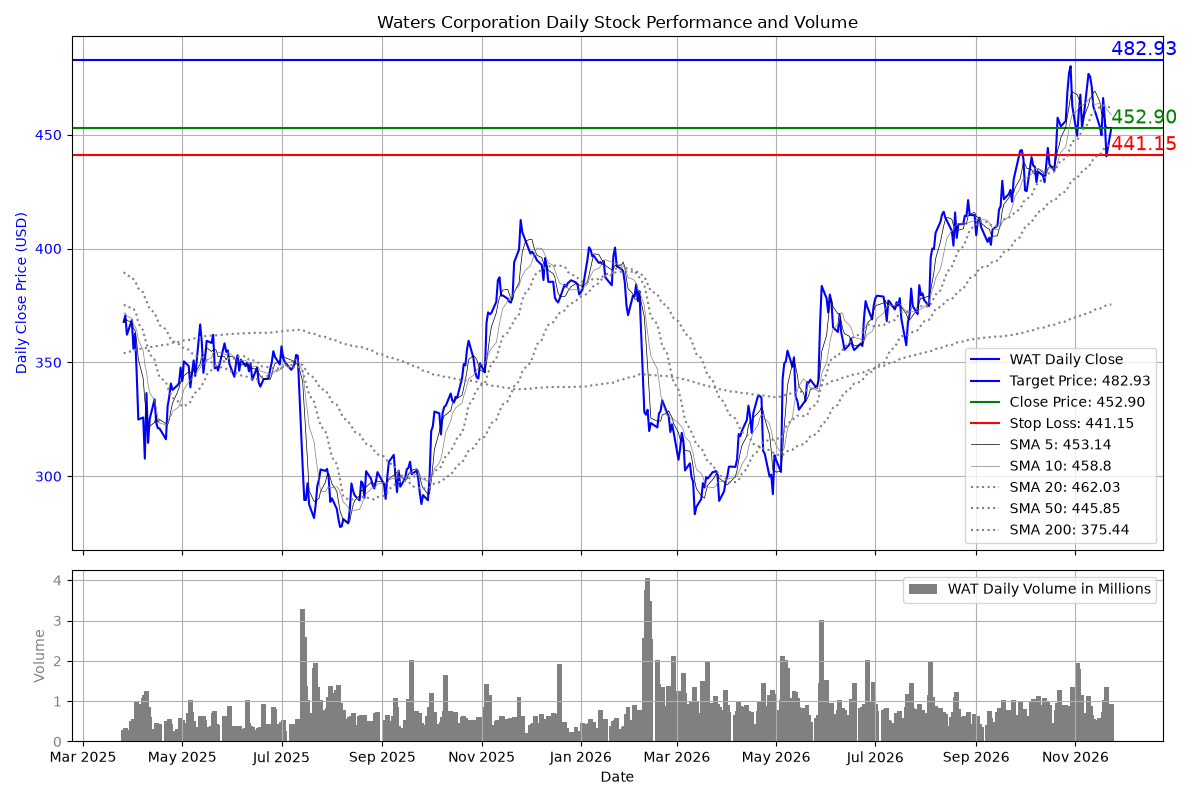 Waters Corporation Daily Stock Performance and Volume
482.93
452.90
441.15
Daily Close Price (USD)
450
400
350
300
WAT Daily Close
Target Price: 482.93
Close Price: 452.90
Stop Loss: 441.15
SMA 5: 453.14
SMA 10: 458.8
SMA 20: 462.03
SMA 50: 445.85
SMA 200: 375.44
Volume
4
3
2
1
0
WAT Daily Volume in Millions
Mar 2025 May 2025 Jul 2025 Sep 2025 Nov 2025 Jan 2026 Mar 2026 May 2026 Jul 2026 Sep 2026 Nov 2026
Date